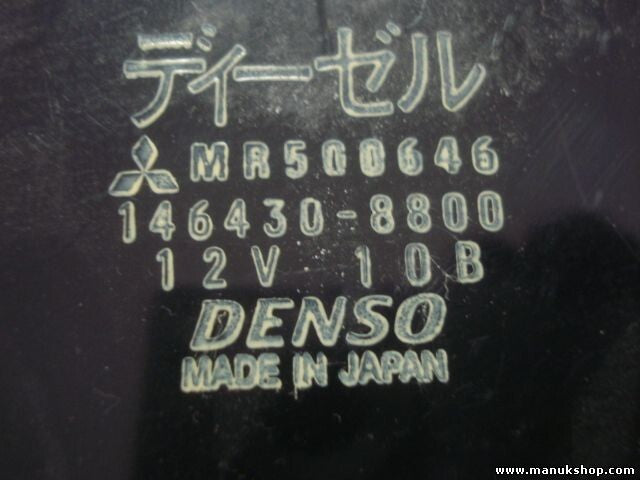 ディーゼル
MR500646
146430-8800
12V 10B
DENSO
MADE IN JAPAN
www.manukshop.com